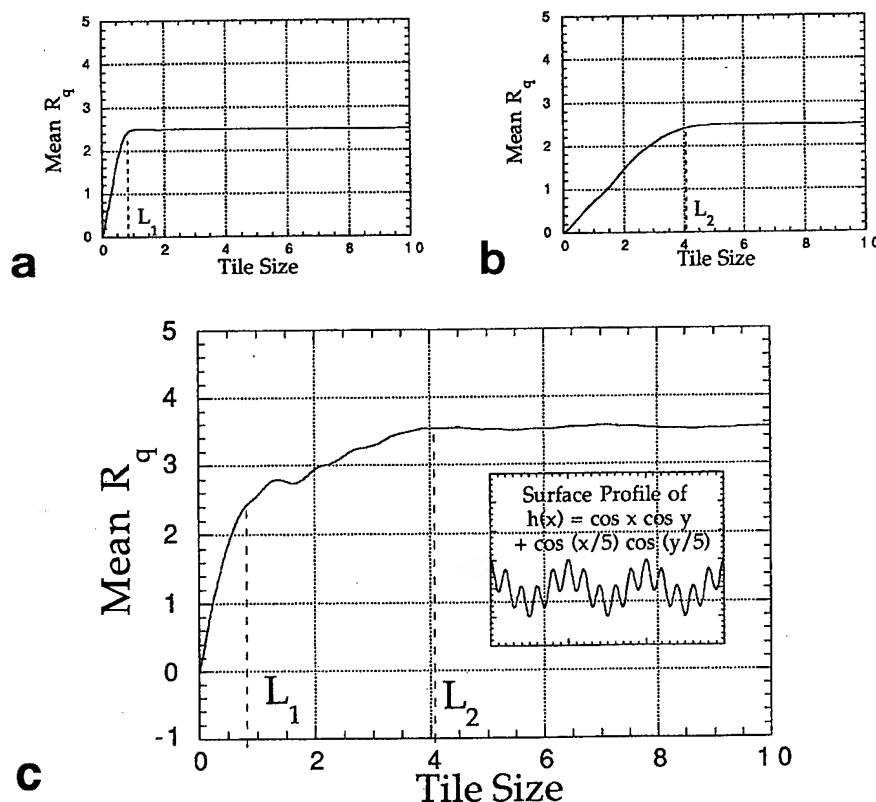 5
4
3
2
1
0
Mean R_q
L_1
0 2 4 6 8 10
Tile Size
a
5
4
3
2
1
0
Mean R_q
L_2
0 2 4 6 8 10
Tile Size
b
5
4
3
2
1
0
-1
Mean R_q
Surface Profile of
h(x) = cos x cos y
+ cos (x/5) cos (y/5)
L_1
L_2
0 2 4 6 8 10
Tile Size
c